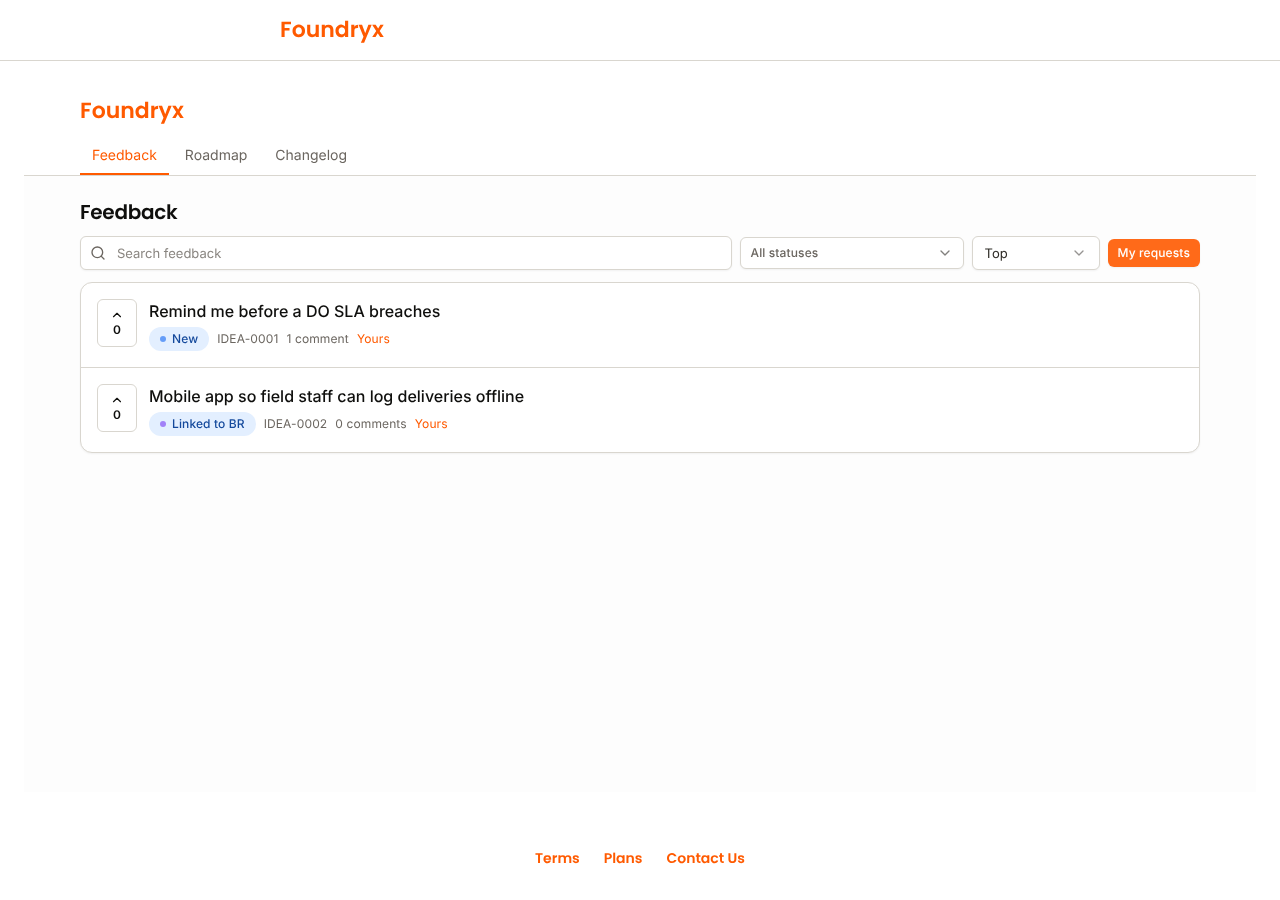 Foundryx
Foundryx
Feedback Roadmap Changelog
Feedback
Search feedback All statuses Top My requests
0 Remind me before a DO SLA breaches
New IDEA-0001 1 comment Yours
0 Mobile app so field staff can log deliveries offline
Linked to BR IDEA-0002 0 comments Yours
Terms Plans Contact Us